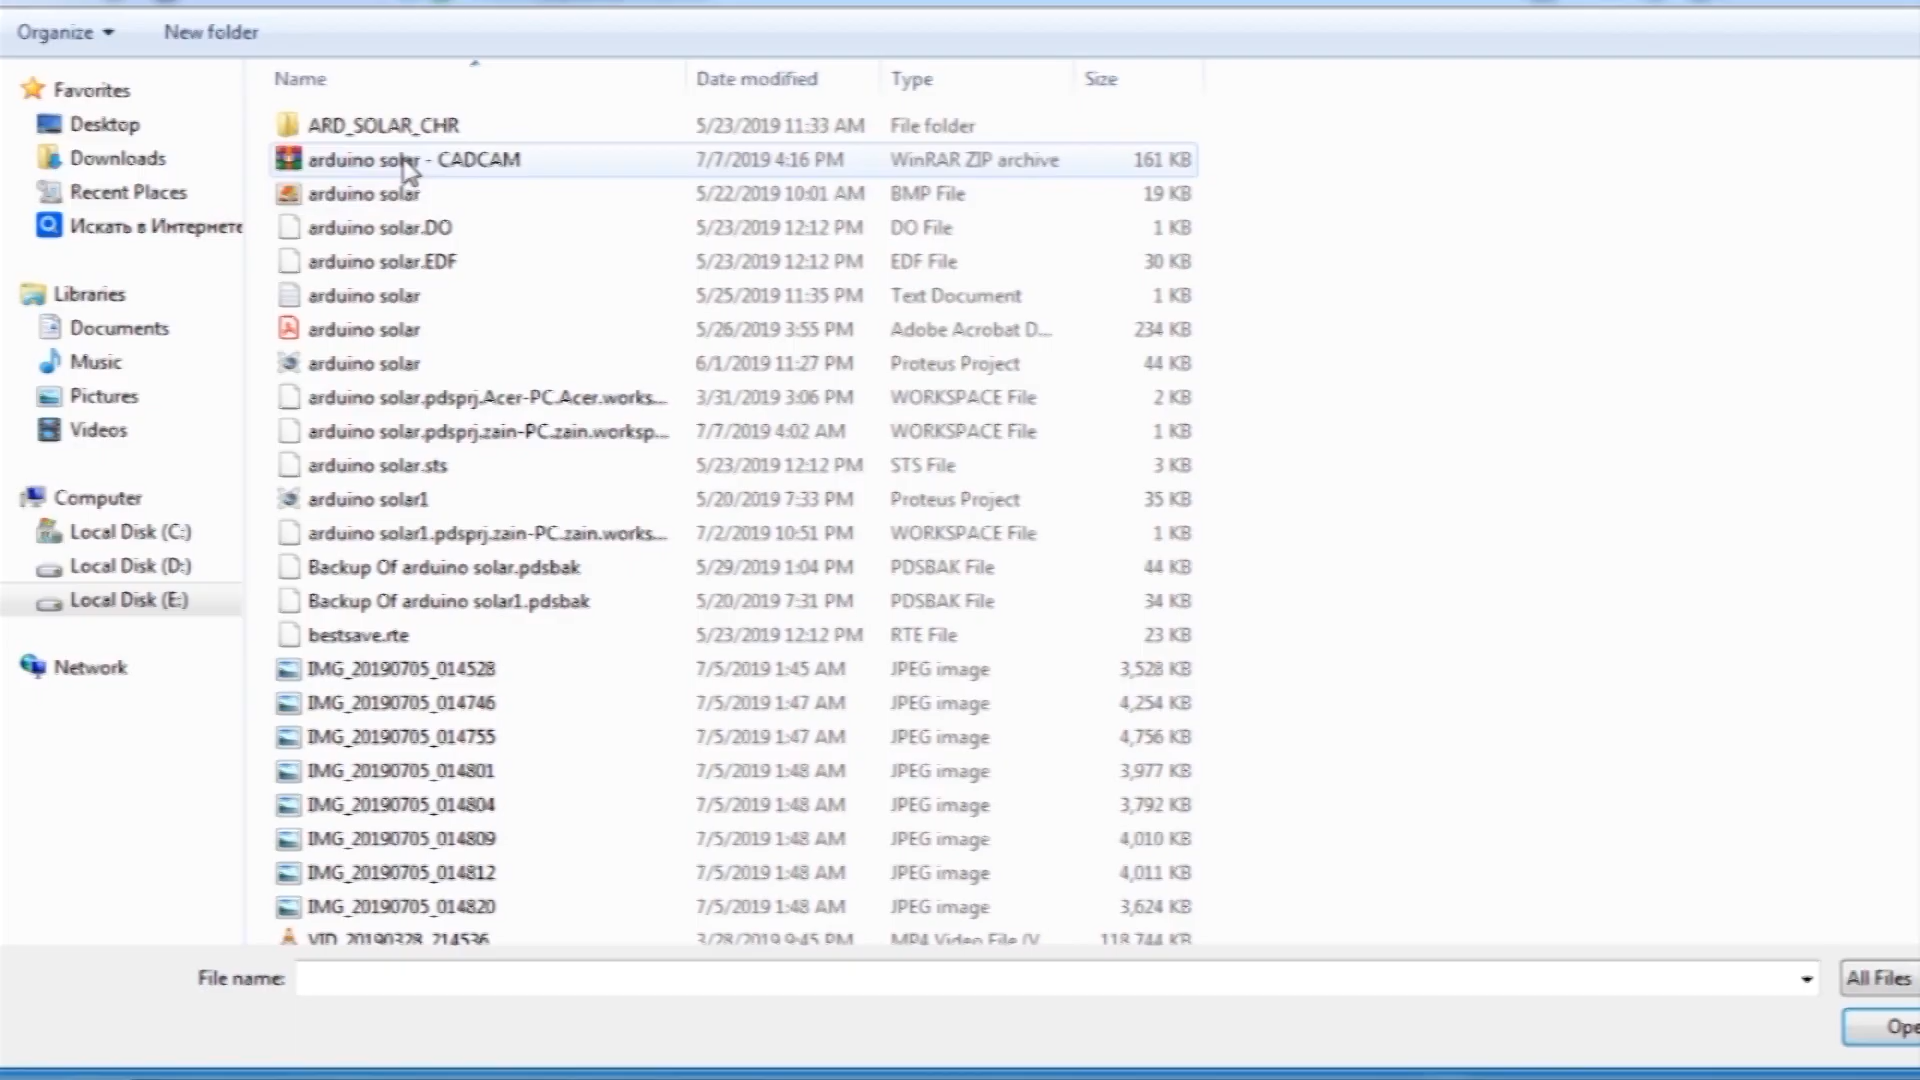 Organize
New folder
Name Date modified Type Size
Favorites
Desktop
Downloads
Recent Places
Искать в Интернете
Libraries
Documents
Music
Pictures
Videos
Computer
Local Disk (C:)
Local Disk (D:)
Local Disk (E:)
Network
ARD_SOLAR_CHR 5/23/2019 11:33 AM File folder
arduino solar - CADCAM 7/7/2019 4:16 PM WinRAR ZIP archive 161 KB
arduino solar 5/22/2019 10:01 AM BMP File 19 KB
arduino solar.DO 5/23/2019 12:12 PM DO File 1 KB
arduino solar.EDF 5/23/2019 12:12 PM EDF File 30 KB
arduino solar 5/25/2019 11:35 PM Text Document 1 KB
arduino solar 5/26/2019 3:55 PM Adobe Acrobat D... 234 KB
arduino solar 6/1/2019 11:27 PM Proteus Project 44 KB
arduino solar.pdsprj.Acer-PC.Acer.works... 3/31/2019 3:06 PM WORKSPACE File 2 KB
arduino solar.pdsprj.zain-PC.zain.worksp... 7/7/2019 4:02 AM WORKSPACE File 1 KB
arduino solar.sts 5/23/2019 12:12 PM STS File 3 KB
arduino solar1 5/20/2019 7:33 PM Proteus Project 35 KB
arduino solar1.pdsprj.zain-PC.zain.works... 7/2/2019 10:51 PM WORKSPACE File 1 KB
Backup Of arduino solar.pdsbak 5/29/2019 1:04 PM PDSBAK File 44 KB
Backup Of arduino solar1.pdsbak 5/20/2019 7:31 PM PDSBAK File 34 KB
bestsave.rte 5/23/2019 12:12 PM RTE File 23 KB
IMG_20190705_014528 7/5/2019 1:45 AM JPEG image 3,528 KB
IMG_20190705_014746 7/5/2019 1:47 AM JPEG image 4,254 KB
IMG_20190705_014755 7/5/2019 1:47 AM JPEG image 4,756 KB
IMG_20190705_014801 7/5/2019 1:48 AM JPEG image 3,977 KB
IMG_20190705_014804 7/5/2019 1:48 AM JPEG image 3,792 KB
IMG_20190705_014809 7/5/2019 1:48 AM JPEG image 4,010 KB
IMG_20190705_014812 7/5/2019 1:48 AM JPEG image 4,011 KB
IMG_20190705_014820 7/5/2019 1:48 AM JPEG image 3,624 KB
VID_20190328_214536 3/28/2019 9:45 PM MP4 Video File (V... 118,744 KB
File name:
All Files
Ope